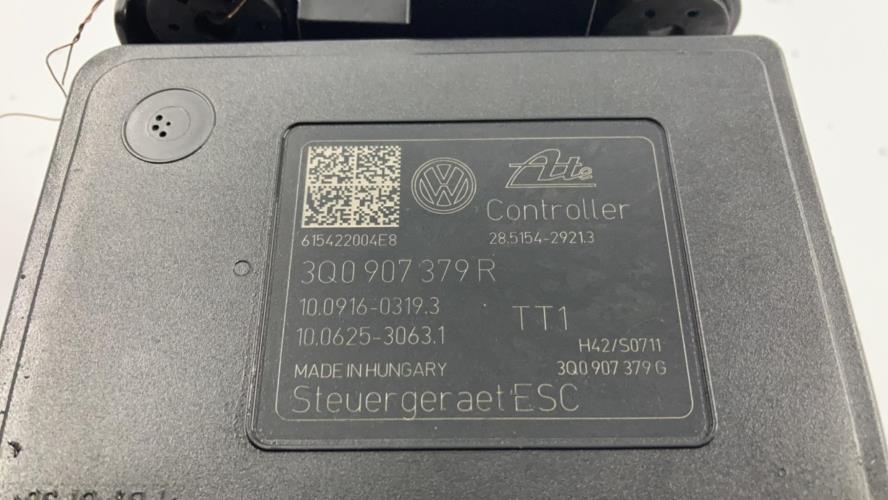 VW Ate
Controller
615422004E8 28.5154-2921.3
3Q0 907 379 R
10.0916-0319.3
TT1
10.0625-3063.1
H42/S0711
MADE IN HUNGARY 3Q0 907 379 G
Steuergeraet ESC